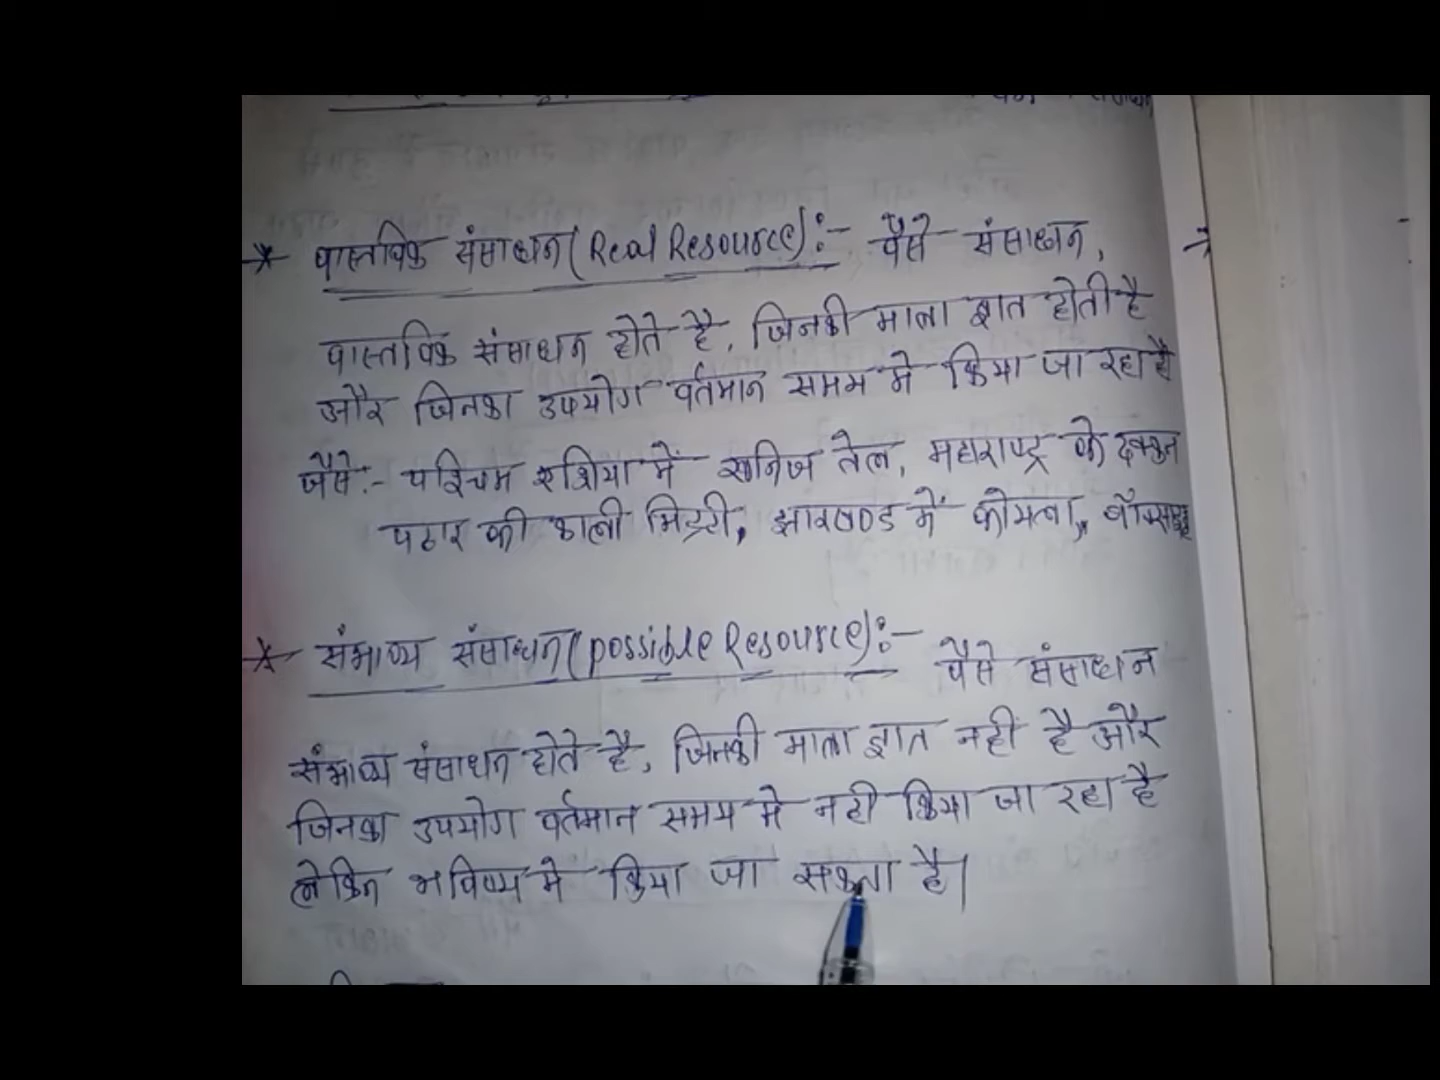 * वास्तविक संसाधन (Real Resource):- वैसे संसाधन,
वास्तविक संसाधन होते है, जिनकी मात्रा ज्ञात होती है
और जिनका उपयोग वर्तमान समय मे किया जा रहा है
जैसे:- पश्चिम एशिया में खनिज तेल, महाराष्ट्र के दक्कन
पठार की काली मिट्टी, झारखण्ड में कोयला, बॉक्साइट
* संभाव्य संसाधन (possible Resource):- वैसे संसाधन
संभाव्य संसाधन होते है, जिनकी मात्रा ज्ञात नही है और
जिनका उपयोग वर्तमान समय मे नही किया जा रहा है
लेकिन भविष्य मे किया जा सकता है।